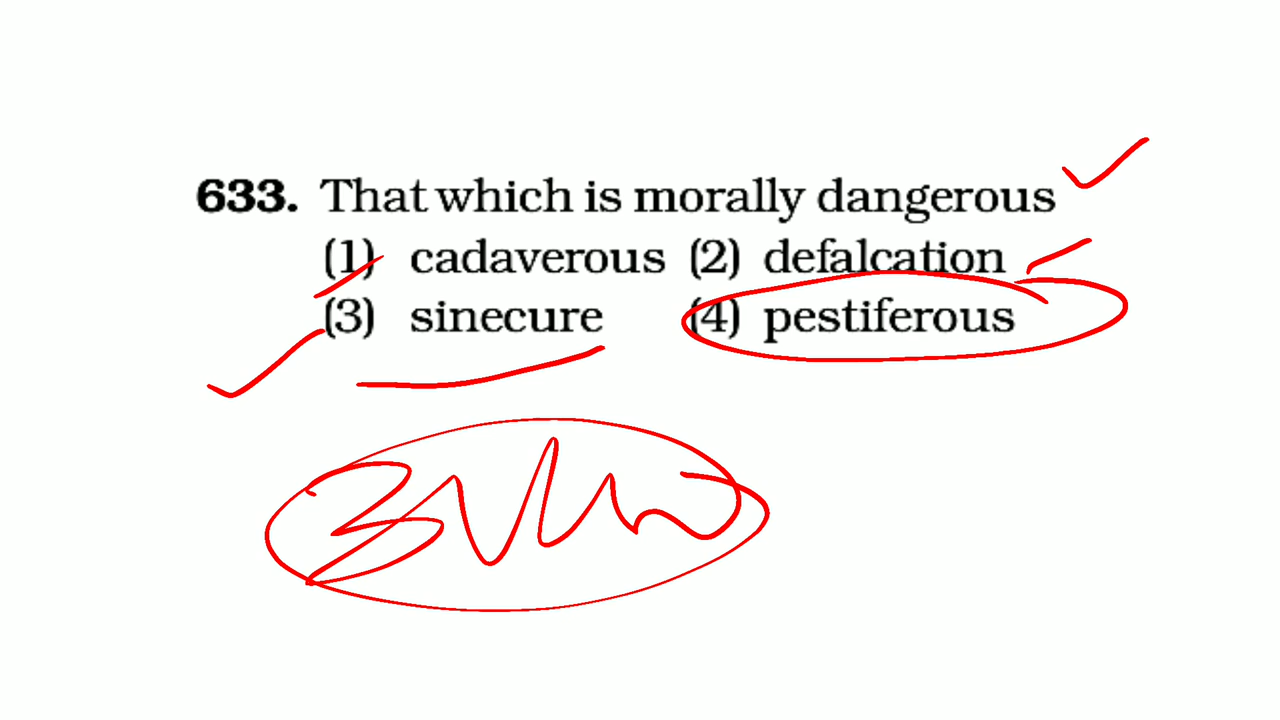 633. That which is morally dangerous
(1) cadaverous (2) defalcation
(3) sinecure (4) pestiferous